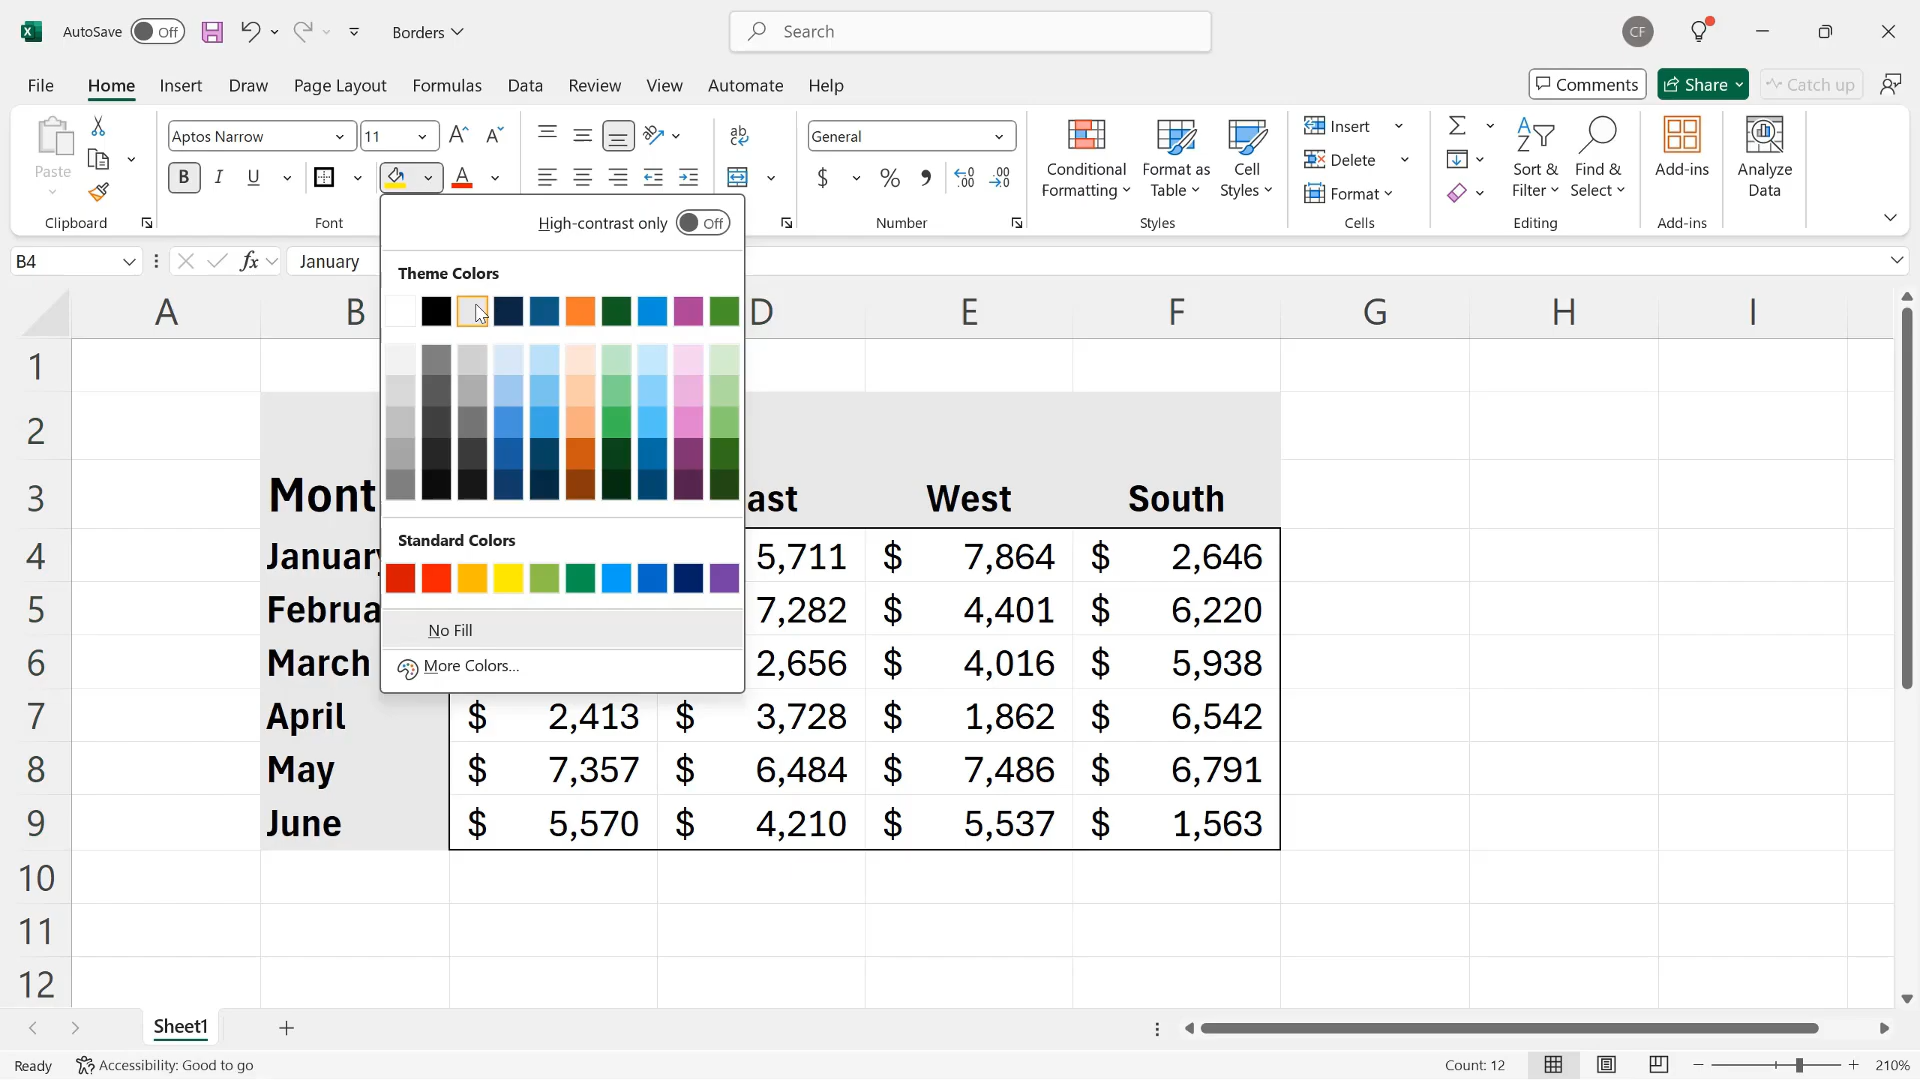 AutoSave Off Borders Search CF
File Home Insert Draw Page Layout Formulas Data Review View Automate Help Comments Share Catch up
Paste
Clipboard
Aptos Narrow 11
B I U A
Font
ab
General
$ % 9 .00 .00
Number
Conditional
Formatting
Format as
Table
Cell
Styles
Styles
Insert
Delete
Format
Cells
Sort &
Filter
Find &
Select
Editing
Add-ins
Add-ins
Analyze
Data
B4 fx January
High-contrast only Off
Theme Colors
Standard Colors
No Fill
More Colors...
A B D E F G H I
1
2
3 Mont ast West South
4 January 5,711 $ 7,864 $ 2,646
5 Februa 7,282 $ 4,401 $ 6,220
6 March 2,656 $ 4,016 $ 5,938
7 April $ 2,413 $ 3,728 $ 1,862 $ 6,542
8 May $ 7,357 $ 6,484 $ 7,486 $ 6,791
9 June $ 5,570 $ 4,210 $ 5,537 $ 1,563
10
11
12
Sheet1
Ready Accessibility: Good to go Count: 12 210%